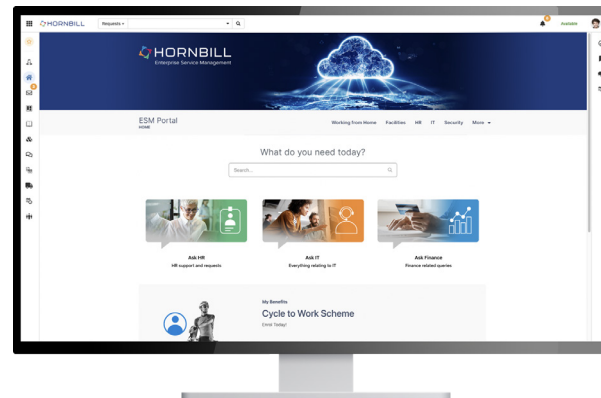 HORNBILL
Requests
Available
HORNBILL
Enterprise Service Management
ESM Portal
HOME
Working from Home Facilities HR IT Security More
What do you need today?
Search...
Ask HR
HR support and requests
Ask IT
Everything relating to IT
Ask Finance
Finance related queries
My Benefits
Cycle to Work Scheme
Enrol Today!